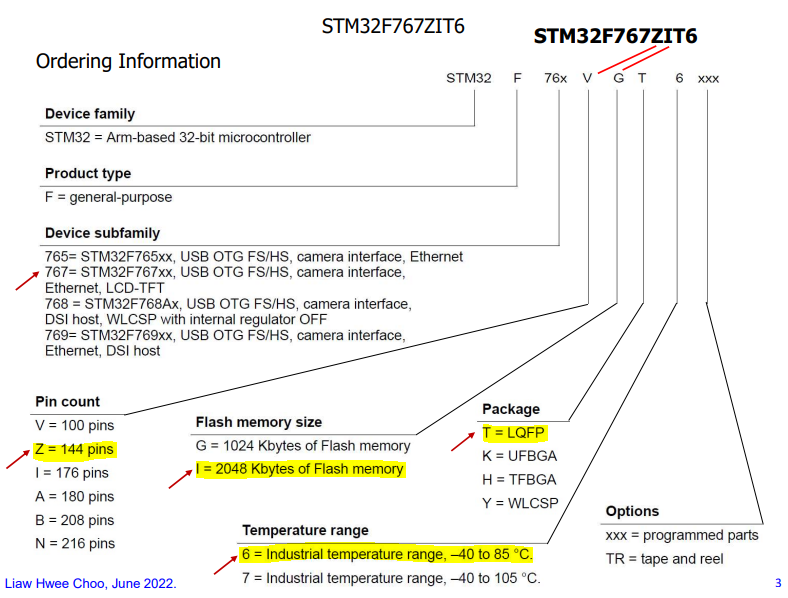 STM32F767ZIT6
STM32F767ZIT6
Ordering Information
STM32 F 76x V G T 6 xxx
Device family
STM32 = Arm-based 32-bit microcontroller
Product type
F = general-purpose
Device subfamily
765= STM32F765xx, USB OTG FS/HS, camera interface, Ethernet
767= STM32F767xx, USB OTG FS/HS, camera interface,
Ethernet, LCD-TFT
768 = STM32F768Ax, USB OTG FS/HS, camera interface,
DSI host, WLCSP with internal regulator OFF
769= STM32F769xx, USB OTG FS/HS, camera interface,
Ethernet, DSI host
Pin count
V = 100 pins
Z = 144 pins
I = 176 pins
A = 180 pins
B = 208 pins
N = 216 pins
Flash memory size
G = 1024 Kbytes of Flash memory
I = 2048 Kbytes of Flash memory
Package
T = LQFP
K = UFBGA
H = TFBGA
Y = WLCSP
Temperature range
6 = Industrial temperature range, –40 to 85 °C.
7 = Industrial temperature range, –40 to 105 °C.
Options
xxx = programmed parts
TR = tape and reel
Liaw Hwee Choo, June 2022.
3